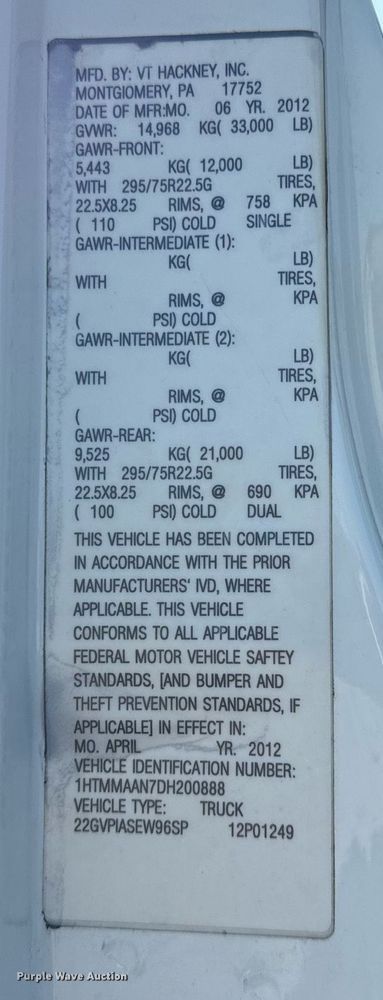 MFD. BY: VT HACKNEY, INC.
MONTGOMERY, PA 17752
DATE OF MFR:MO. 06 YR. 2012
GVWR: 14,968 KG( 33,000 LB)
GAWR-FRONT:
5,443 KG( 12,000 LB)
WITH 295/75R22.5G TIRES,
22.5X8.25 RIMS, @ 758 KPA
( 110 PSI) COLD SINGLE
GAWR-INTERMEDIATE (1):
KG( LB)
WITH TIRES,
RIMS, @ KPA
( PSI) COLD
GAWR-INTERMEDIATE (2):
KG( LB)
WITH TIRES,
RIMS, @ KPA
( PSI) COLD
GAWR-REAR:
9,525 KG( 21,000 LB)
WITH 295/75R22.5G TIRES,
22.5X8.25 RIMS, @ 690 KPA
( 100 PSI) COLD DUAL
THIS VEHICLE HAS BEEN COMPLETED
IN ACCORDANCE WITH THE PRIOR
MANUFACTURERS' IVD, WHERE
APPLICABLE. THIS VEHICLE
CONFORMS TO ALL APPLICABLE
FEDERAL MOTOR VEHICLE SAFTEY
STANDARDS, [AND BUMPER AND
THEFT PREVENTION STANDARDS, IF
APPLICABLE] IN EFFECT IN:
MO. APRIL YR. 2012
VEHICLE IDENTIFICATION NUMBER:
1HTMMAAN7DH200888
VEHICLE TYPE: TRUCK
22GVPIASEW96SP 12P01249
Purple Wave Auction